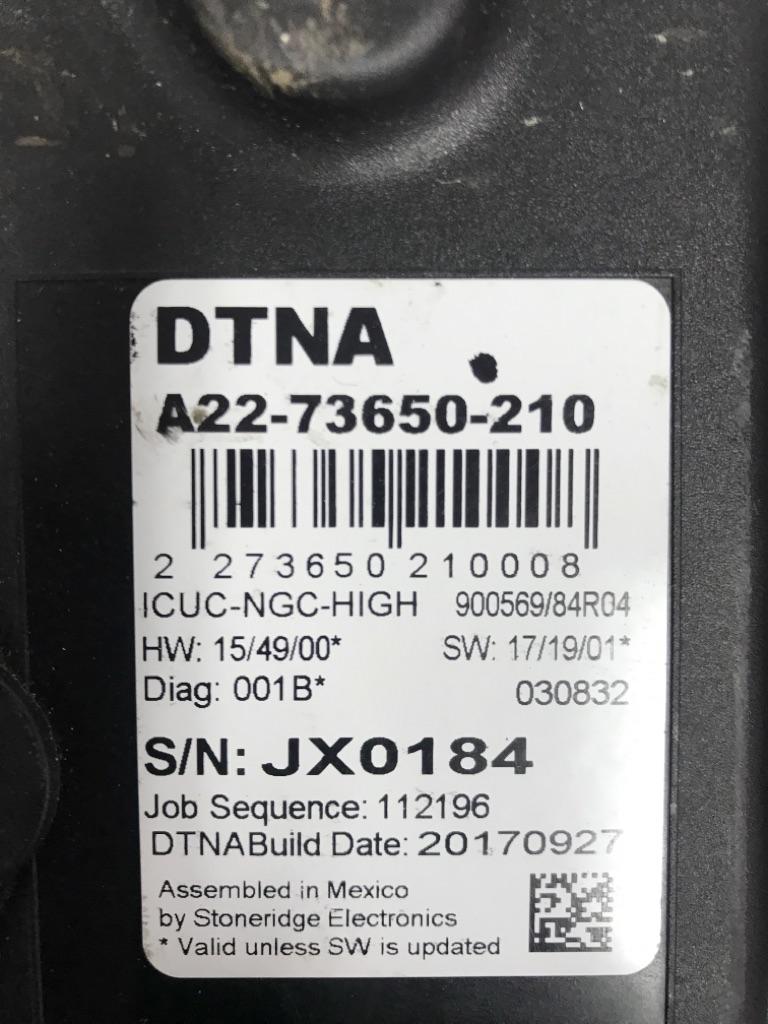 DTNA
A22-73650-210
2 273650 210008
ICUC-NGC-HIGH 900569/84R04
HW: 15/49/00* SW: 17/19/01*
Diag: 001B* 030832
S/N: JX0184
Job Sequence: 112196
DTNABuild Date: 20170927
Assembled in Mexico
by Stoneridge Electronics
* Valid unless SW is updated